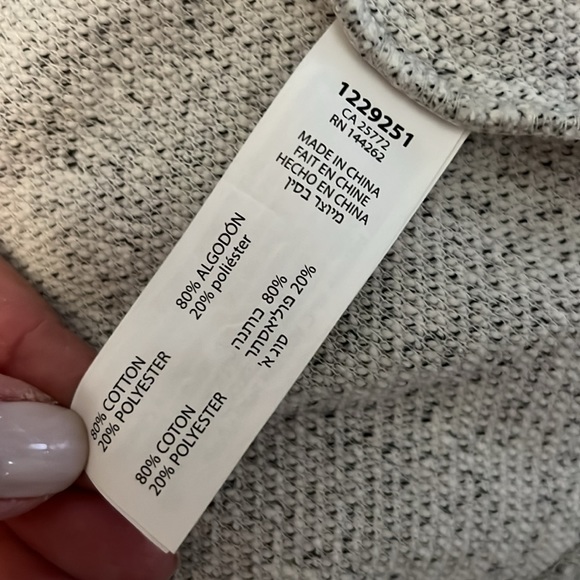 1229251
CA 25772
RN 144262
MADE IN CHINA
FAIT EN CHINE
HECHO EN CHINA
מיוצר בסין
80% ALGODÓN
20% poliéster
80% כותנה
20% פוליאסתר
סוג א'
80% COTTON
20% POLYESTER
80% COTON
20% POLYESTER